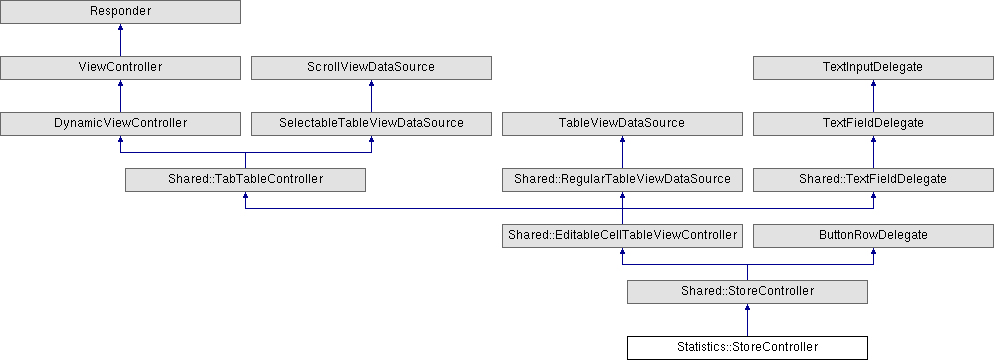 Responder
ViewController
ScrollViewDataSource
TextInputDelegate
DynamicViewController
SelectableTableViewDataSource
TableViewDataSource
TextFieldDelegate
Shared::TabTableController
Shared::RegularTableViewDataSource
Shared::TextFieldDelegate
Shared::EditableCellTableViewController
ButtonRowDelegate
Shared::StoreController
Statistics::StoreController